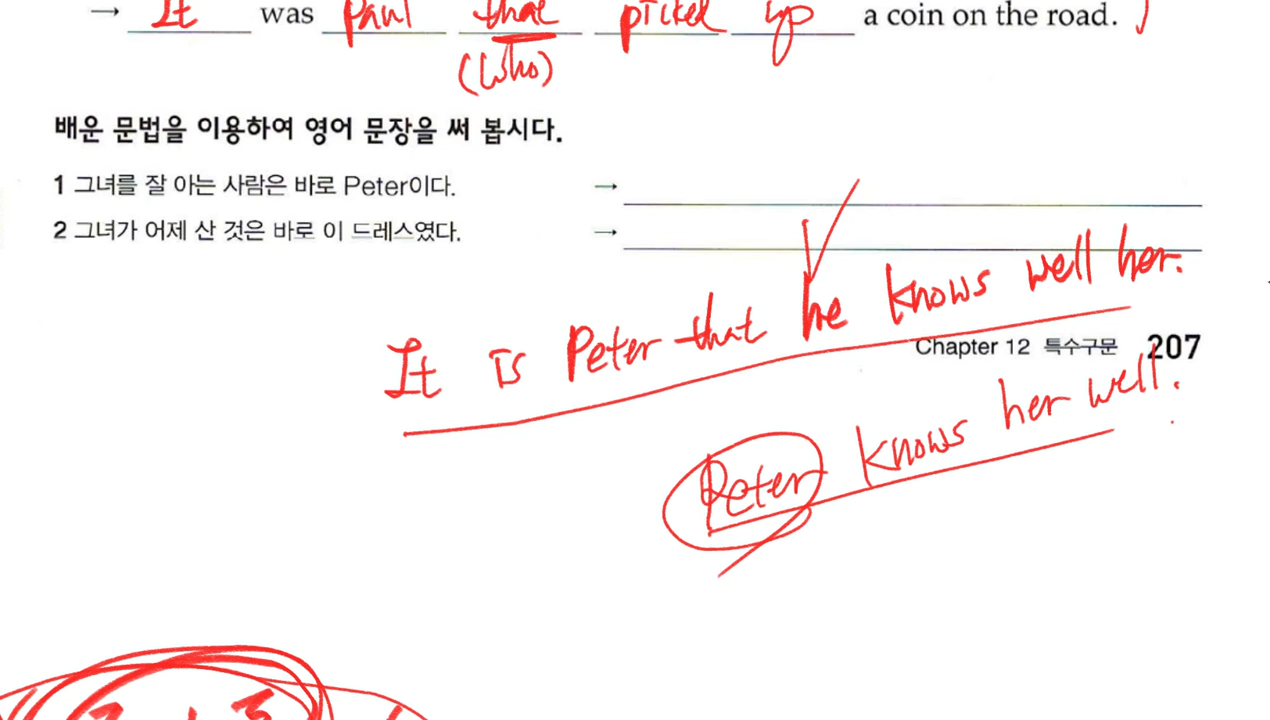 → It was Paul that picked up a coin on the road.
(who)
배운 문법을 이용하여 영어 문장을 써 봅시다.
1 그녀를 잘 아는 사람은 바로 Peter이다. →
2 그녀가 어제 산 것은 바로 이 드레스였다. →
It is Peter that he knows well her.
Chapter 12 특수구문 207
Peter knows her well.